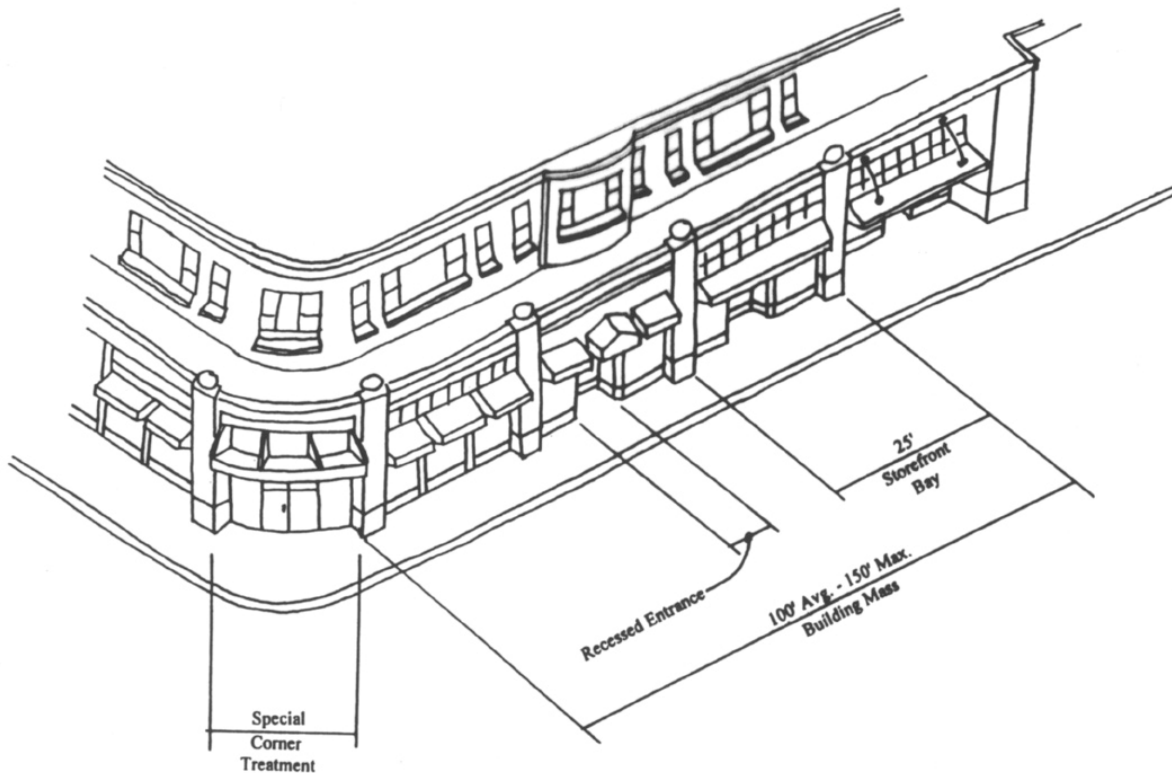 25'
Storefront
Bay
100' Avg. - 150' Max.
Building Mass
Recessed Entrance
Special
Corner
Treatment